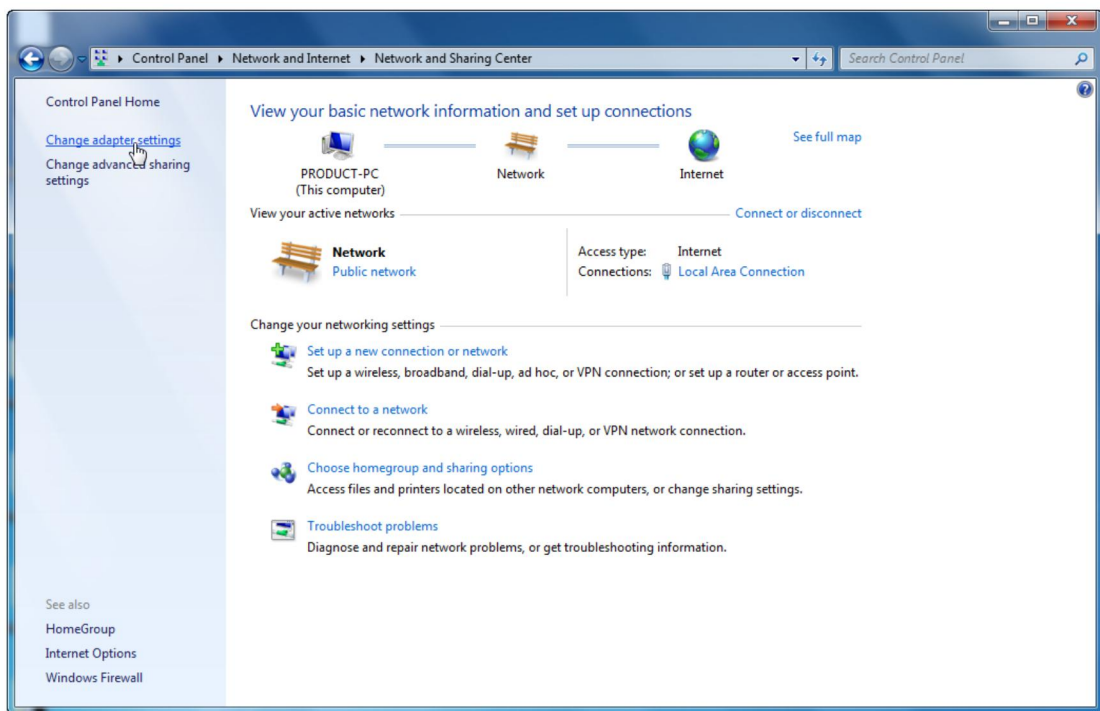 Control Panel Network and Internet Network and Sharing Center
Search Control Panel
Control Panel Home
Change adapter settings
Change advanced sharing
settings
See also
HomeGroup
Internet Options
Windows Firewall
View your basic network information and set up connections
See full map
PRODUCT-PC
(This computer)
Network
Internet
View your active networks
Connect or disconnect
Network
Public network
Access type: Internet
Connections: Local Area Connection
Change your networking settings
Set up a new connection or network
Set up a wireless, broadband, dial-up, ad hoc, or VPN connection; or set up a router or access point.
Connect to a network
Connect or reconnect to a wireless, wired, dial-up, or VPN network connection.
Choose homegroup and sharing options
Access files and printers located on other network computers, or change sharing settings.
Troubleshoot problems
Diagnose and repair network problems, or get troubleshooting information.